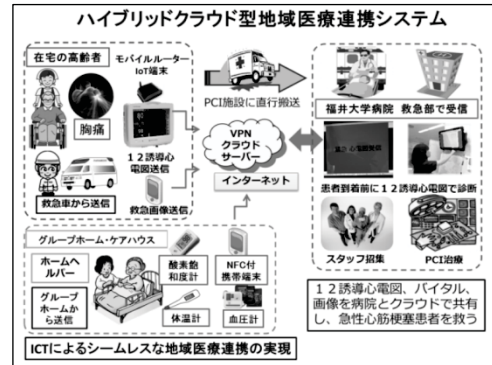 ハイブリッドクラウド型地域医療連携システム
在宅の高齢者
モバイルルーター
IoT端末
胸痛
12誘導心
電図送信
救急車から送信
救急画像送信
PCI施設に直行搬送
VPN
クラウド
サーバー
インターネット
福井大学病院 救急部で受信
患者到着前に12誘導心電図で診断
スタッフ招集
PCI治療
グループホーム・ケアハウス
ホームヘ
ルパー
グループ
ホームか
ら送信
酸素飽
和度計
NFC付
携帯端末
体温計
血圧計
12誘導心電図、バイタル、
画像を病院とクラウドで共有
し、急性心筋梗塞患者を救う
ICTによるシームレスな地域医療連携の実現